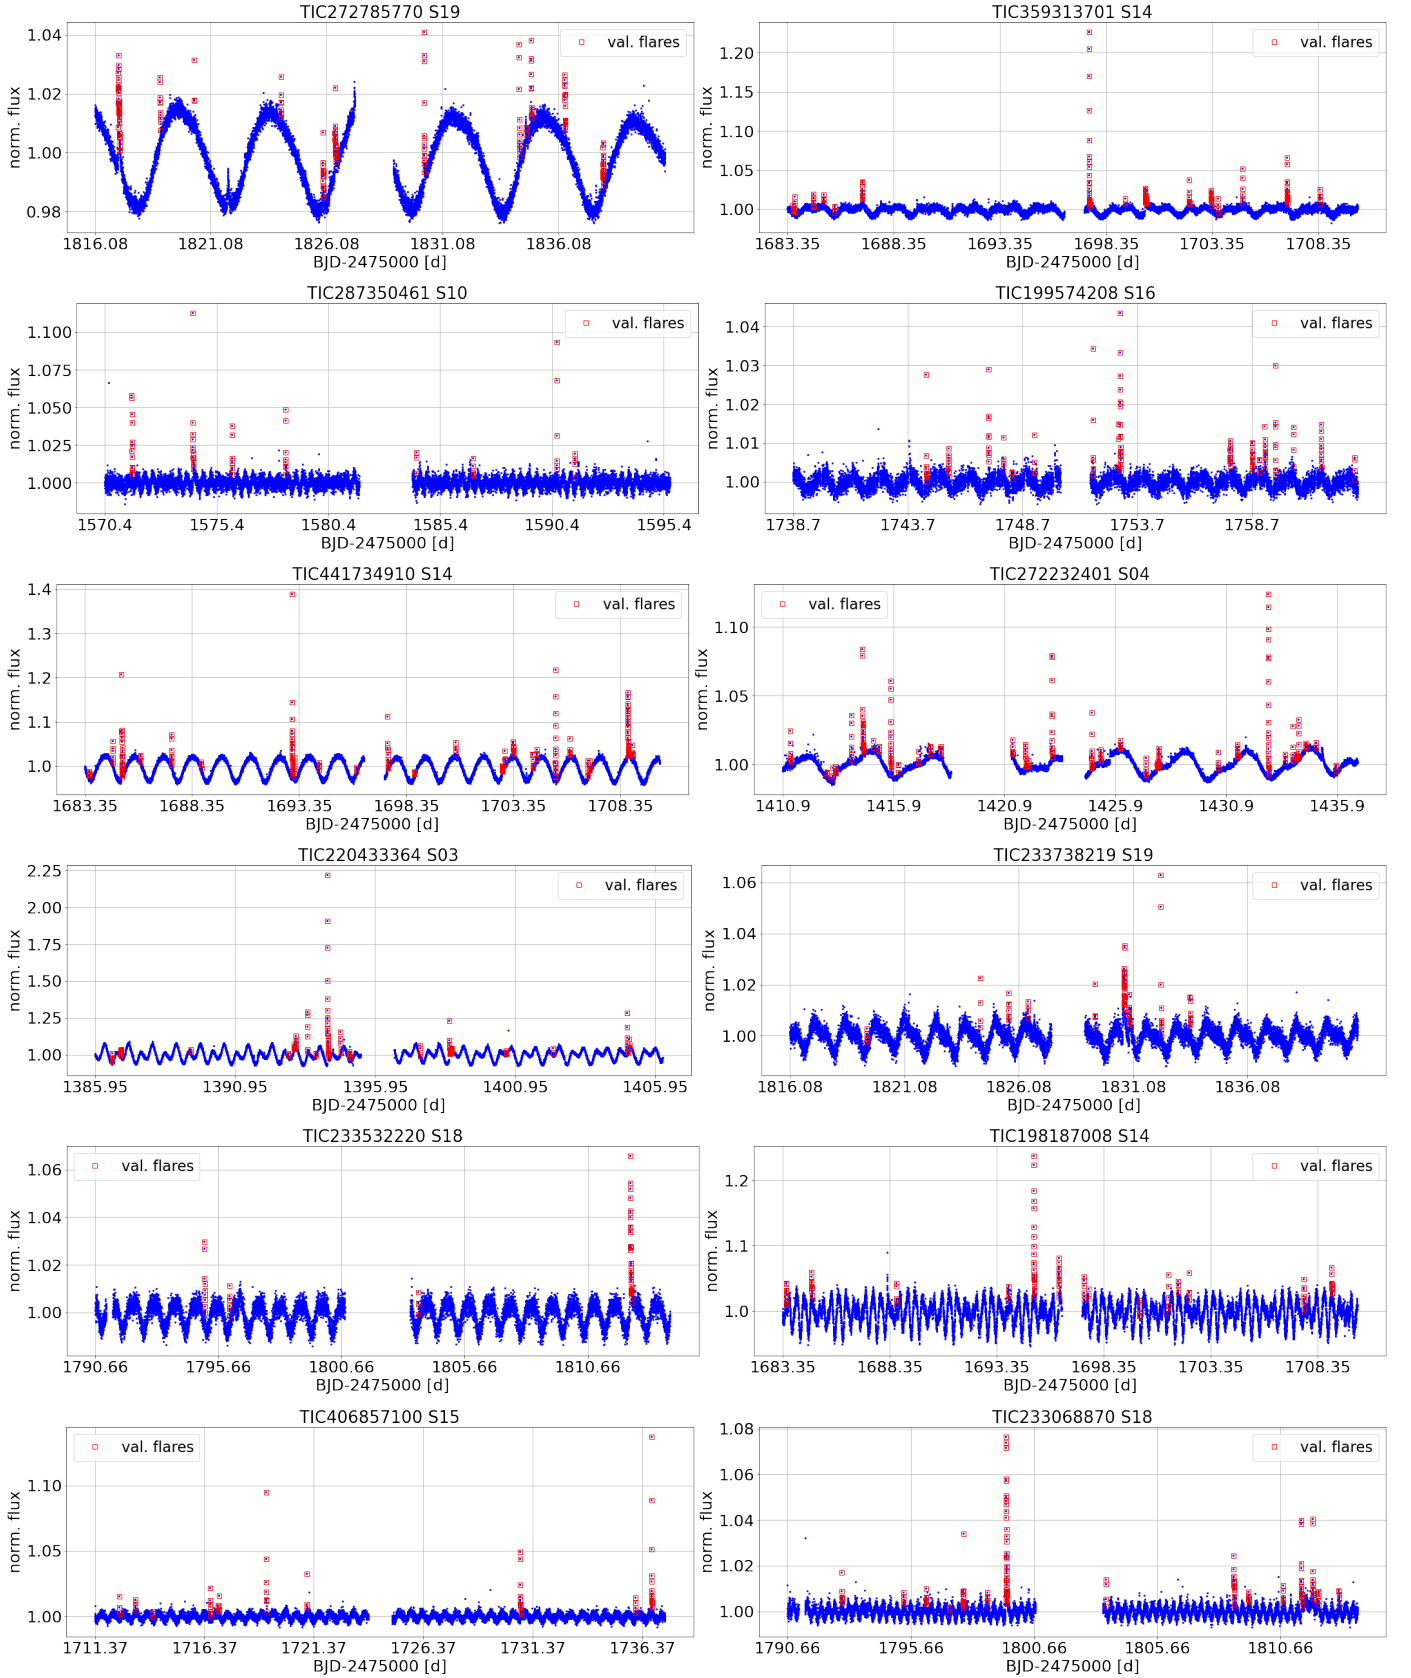 TIC272785770 S19
norm. flux
1.04
1.02
1.00
0.98
val. flares
1816.08 1821.08 1826.08 1831.08 1836.08
BJD-2475000 [d]
TIC359313701 S14
norm. flux
1.20
1.15
1.10
1.05
1.00
val. flares
1683.35 1688.35 1693.35 1698.35 1703.35 1708.35
BJD-2475000 [d]
TIC287350461 S10
norm. flux
1.100
1.075
1.050
1.025
1.000
val. flares
1570.4 1575.4 1580.4 1585.4 1590.4 1595.4
BJD-2475000 [d]
TIC199574208 S16
norm. flux
1.04
1.03
1.02
1.01
1.00
val. flares
1738.7 1743.7 1748.7 1753.7 1758.7
BJD-2475000 [d]
TIC441734910 S14
norm. flux
1.4
1.3
1.2
1.1
1.0
val. flares
1683.35 1688.35 1693.35 1698.35 1703.35 1708.35
BJD-2475000 [d]
TIC272232401 S04
norm. flux
1.10
1.05
1.00
val. flares
1410.9 1415.9 1420.9 1425.9 1430.9 1435.9
BJD-2475000 [d]
TIC220433364 S03
norm. flux
2.25
2.00
1.75
1.50
1.25
1.00
val. flares
1385.95 1390.95 1395.95 1400.95 1405.95
BJD-2475000 [d]
TIC233738219 S19
norm. flux
1.06
1.04
1.02
1.00
val. flares
1816.08 1821.08 1826.08 1831.08 1836.08
BJD-2475000 [d]
TIC233532220 S18
norm. flux
1.06
1.04
1.02
1.00
val. flares
1790.66 1795.66 1800.66 1805.66 1810.66
BJD-2475000 [d]
TIC198187008 S14
norm. flux
1.2
1.1
1.0
val. flares
1683.35 1688.35 1693.35 1698.35 1703.35 1708.35
BJD-2475000 [d]
TIC406857100 S15
norm. flux
1.10
1.05
1.00
val. flares
1711.37 1716.37 1721.37 1726.37 1731.37 1736.37
BJD-2475000 [d]
TIC233068870 S18
norm. flux
1.08
1.06
1.04
1.02
1.00
val. flares
1790.66 1795.66 1800.66 1805.66 1810.66
BJD-2475000 [d]